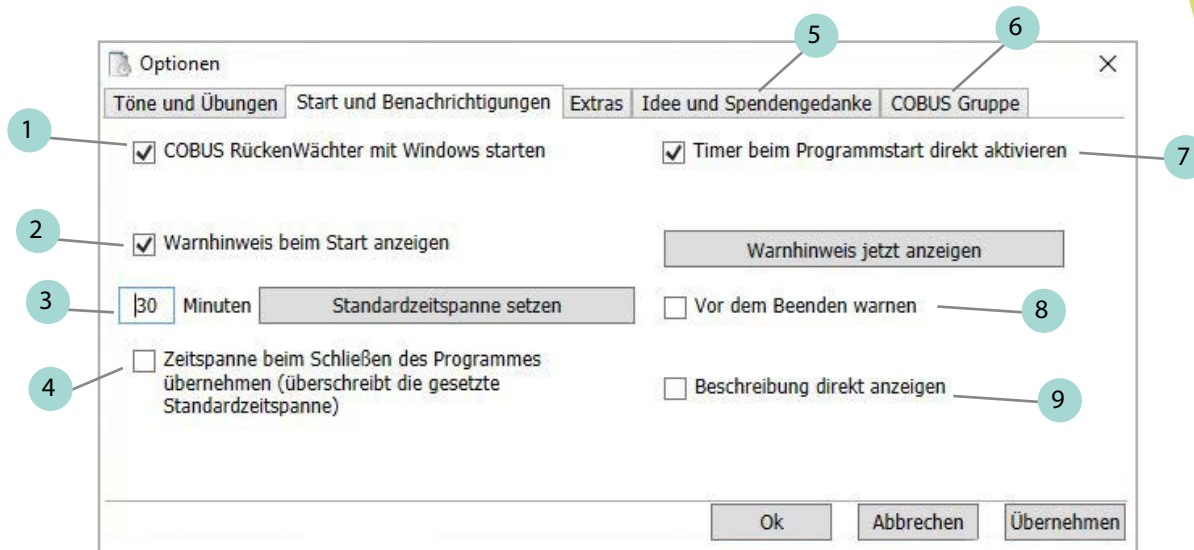 5
6
Optionen
Töne und Übungen Start und Benachrichtigungen Extras Idee und Spendengedanke COBUS Gruppe
1
COBUS RückenWächter mit Windows starten
Timer beim Programmstart direkt aktivieren
7
2
Warnhinweis beim Start anzeigen
Warnhinweis jetzt anzeigen
3
30 Minuten Standardzeitspanne setzen
Vor dem Beenden warnen
8
4
Zeitspanne beim Schließen des Programmes
übernehmen (überschreibt die gesetzte
Standardzeitspanne)
Beschreibung direkt anzeigen
9
Ok Abbrechen Übernehmen